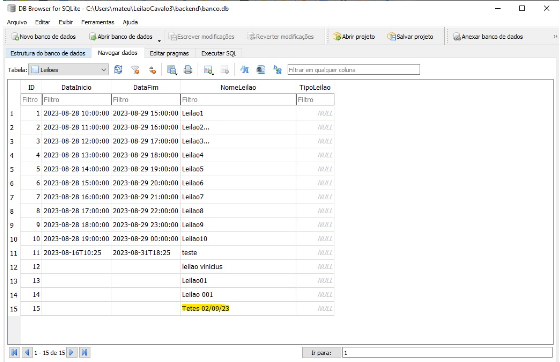 DB Browser for SQLite - C:\Users\mateu\LeilaoCavalo3\backend\banco.db
Arquivo Editar Exibir Ferramentas Ajuda
Novo banco de dados Abrir banco de dados Escrever modificações Reverter modificações Abrir projeto Salvar projeto Anexar banco de dados »
Estrutura do banco de dados Navegar dados Editar pragmas Executar SQL
Tabela: Leiloes Filtrar em qualquer coluna
ID DataInicio DataFim NomeLeilao TipoLeilao
Filtro Filtro Filtro Filtro Filtro
1 1 2023-08-28 10:00:00 2023-08-29 15:00:00 Leilao1 NULL
2 2 2023-08-28 11:00:00 2023-08-29 16:00:00 Leilao2... NULL
3 3 2023-08-28 12:00:00 2023-08-29 17:00:00 Leilao3... NULL
4 4 2023-08-28 13:00:00 2023-08-29 18:00:00 Leilao4 NULL
5 5 2023-08-28 14:00:00 2023-08-29 19:00:00 Leilao5 NULL
6 6 2023-08-28 15:00:00 2023-08-29 20:00:00 Leilao6 NULL
7 7 2023-08-28 16:00:00 2023-08-29 21:00:00 Leilao7 NULL
8 8 2023-08-28 17:00:00 2023-08-29 22:00:00 Leilao8 NULL
9 9 2023-08-28 18:00:00 2023-08-29 23:00:00 Leilao9 NULL
10 10 2023-08-28 19:00:00 2023-08-30 00:00:00 Leilao10 NULL
11 11 2023-08-16T10:25 2023-08-31T18:25 teste NULL
12 12 leilao vinicius NULL
13 13 Leilao01 NULL
14 14 Leilao 001 NULL
15 15 Tetes 02/09/23 NULL
1 - 15 de 15 Ir para: 1